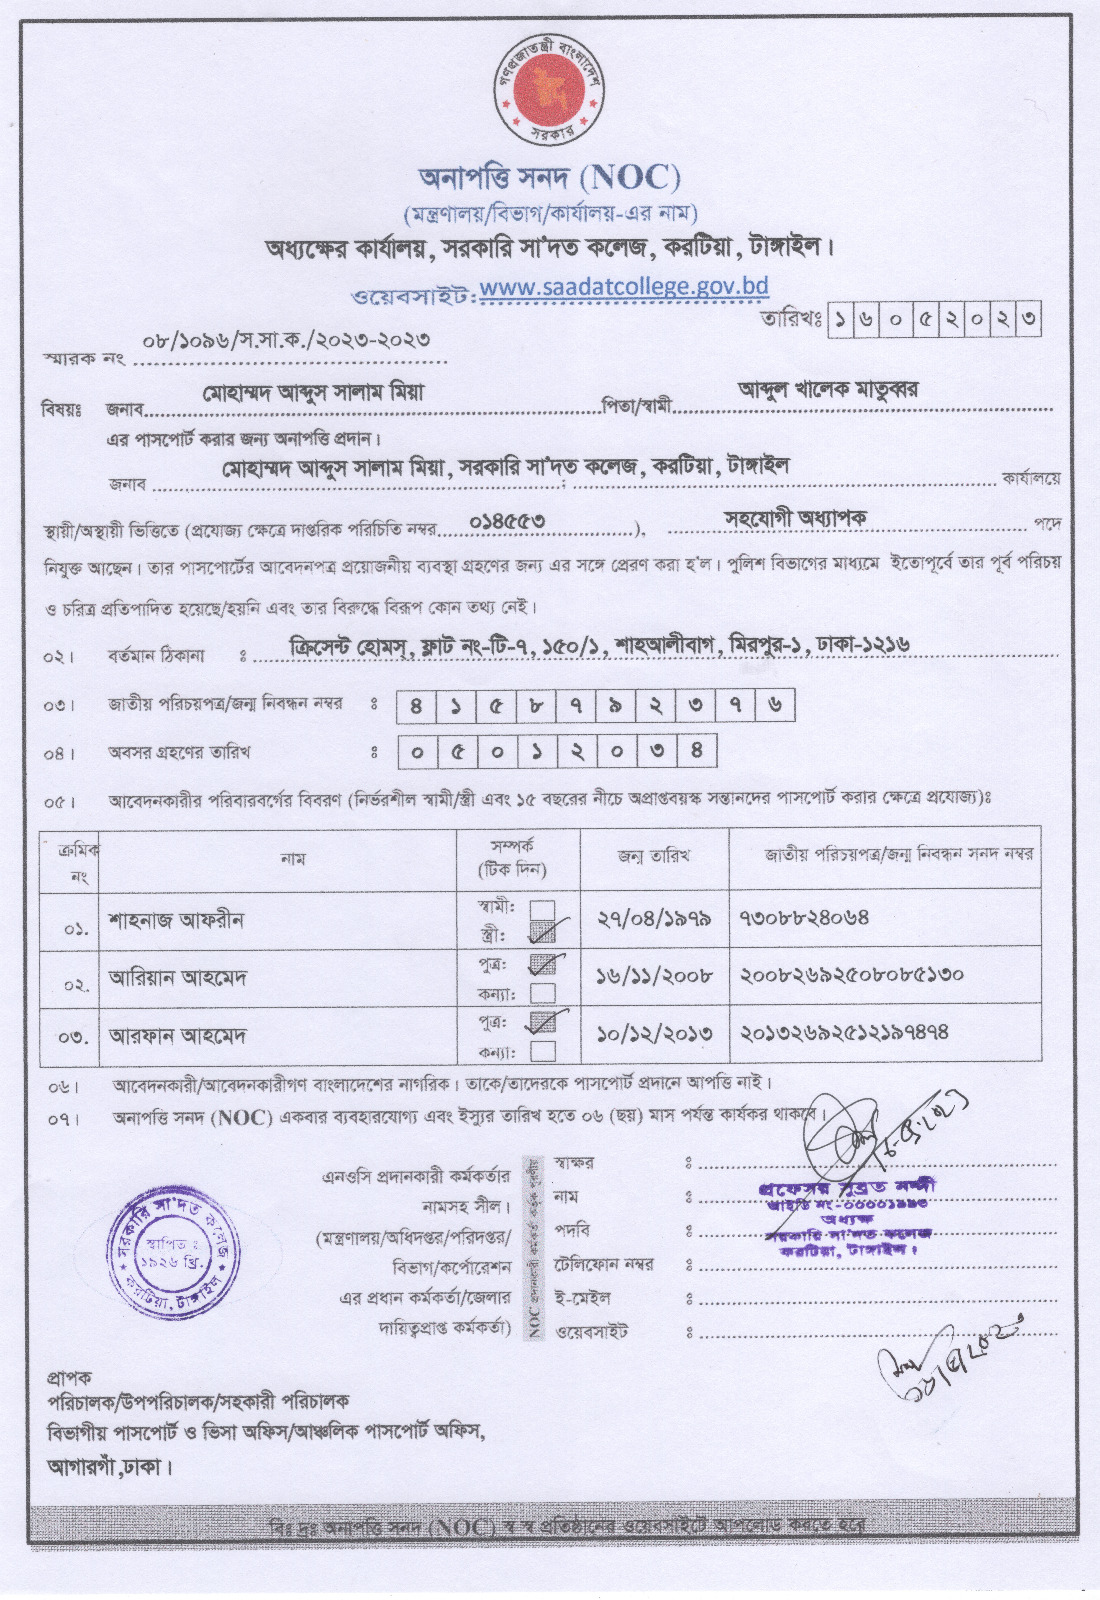 গণপ্রজাতন্ত্রী বাংলাদেশ
সরকার
অনাপত্তি সনদ (NOC)
(মন্ত্রণালয়/বিভাগ/কার্যালয়-এর নাম)
অধ্যক্ষের কার্যালয়, সরকারি সা'দত কলেজ, করটিয়া, টাঙ্গাইল।
ওয়েবসাইট:www.saadatcollege.gov.bd
তারিখঃ ১ ৬ ০ ৫ ২ ০ ২ ৩
স্মারক নং ০৮/১০৯৬/স.সা.ক./২০২৩-২০২৩
বিষয়ঃ জনাব মোহাম্মদ আব্দুস সালাম মিয়া পিতা/স্বামী আব্দুল খালেক মাতুব্বর
এর পাসপোর্ট করার জন্য অনাপত্তি প্রদান।
জনাব মোহাম্মদ আব্দুস সালাম মিয়া, সরকারি সা'দত কলেজ, করটিয়া, টাঙ্গাইল কার্যালয়ে
স্থায়ী/অস্থায়ী ভিত্তিতে (প্রযোজ্য ক্ষেত্রে দাপ্তরিক পরিচিতি নম্বর ০১৪৫৫৩), সহযোগী অধ্যাপক পদে
নিযুক্ত আছেন। তার পাসপোর্টের আবেদনপত্র প্রয়োজনীয় ব্যবস্থা গ্রহণের জন্য এর সঙ্গে প্রেরণ করা হ'ল। পুলিশ বিভাগের মাধ্যমে ইতোপূর্বে তার পূর্ব পরিচয়
ও চরিত্র প্রতিপাদিত হয়েছে/হয়নি এবং তার বিরুদ্ধে বিরূপ কোন তথ্য নেই।
০২। বর্তমান ঠিকানা ঃ ক্রিসেন্ট হোমস্, ফ্লাট নং-টি-৭, ১৫০/১, শাহআলীবাগ, মিরপুর-১, ঢাকা-১২১৬
০৩। জাতীয় পরিচয়পত্র/জন্ম নিবন্ধন নম্বর ঃ ৪ ১ ৫ ৮ ৭ ৯ ২ ৩ ৭ ৬
০৪। অবসর গ্রহণের তারিখ ঃ ০ ৫ ০ ১ ২ ০ ৩ ৪
০৫। আবেদনকারীর পরিবারবর্গের বিবরণ (নির্ভরশীল স্বামী/স্ত্রী এবং ১৫ বছরের নীচে অপ্রাপ্তবয়স্ক সন্তানদের পাসপোর্ট করার ক্ষেত্রে প্রযোজ্য)ঃ
ক্রমিক নং নাম সম্পর্ক (টিক দিন) জন্ম তারিখ জাতীয় পরিচয়পত্র/জন্ম নিবন্ধন সনদ নম্বর
০১. শাহনাজ আফরীন স্বামী: স্ত্রী: ২৭/০৪/১৯৭৯ ৭৩০৮৮২৪০৬৪
০২. আরিয়ান আহমেদ পুত্র: কন্যা: ১৬/১১/২০০৮ ২০০৮২৬৯২৫০৮০৮৫১৩০
০৩. আরফান আহমেদ পুত্র: কন্যা: ১০/১২/২০১৩ ২০১৩২৬৯২৫১২১৯৭৪৭৪
০৬। আবেদনকারী/আবেদনকারীগণ বাংলাদেশের নাগরিক। তাকে/তাদেরকে পাসপোর্ট প্রদানে আপত্তি নাই।
০৭। অনাপত্তি সনদ (NOC) একবার ব্যবহারযোগ্য এবং ইস্যুর তারিখ হতে ০৬ (ছয়) মাস পর্যন্ত কার্যকর থাকবে।
এনওসি প্রদানকারী কর্মকর্তার
নামসহ সীল।
(মন্ত্রণালয়/অধিদপ্তর/পরিদপ্তর/
বিভাগ/কর্পোরেশন
এর প্রধান কর্মকর্তা/জেলার
দায়িত্বপ্রাপ্ত কর্মকর্তা)
NOC প্রদানকারী কর্মকর্তা কর্তৃক পূরণীয়
স্বাক্ষর ঃ
নাম ঃ
পদবি ঃ
টেলিফোন নম্বর ঃ
ই-মেইল ঃ
ওয়েবসাইট ঃ
প্রফেসর সুব্রত নন্দী
আইডি নং-০০০০১৯৯৩
অধ্যক্ষ
সরকারি সা'দত কলেজ
করটিয়া, টাঙ্গাইল।
সরকারি সা'দত কলেজ
স্থাপিত :
১৯২৬ খ্রি.
করটিয়া, টাঙ্গাইল
প্রাপক
পরিচালক/উপপরিচালক/সহকারী পরিচালক
বিভাগীয় পাসপোর্ট ও ভিসা অফিস/আঞ্চলিক পাসপোর্ট অফিস,
আগারগাঁ,ঢাকা।
বিঃ দ্রঃ অনাপত্তি সনদ (NOC) স্ব স্ব প্রতিষ্ঠানের ওয়েবসাইটে আপলোড করতে হবে